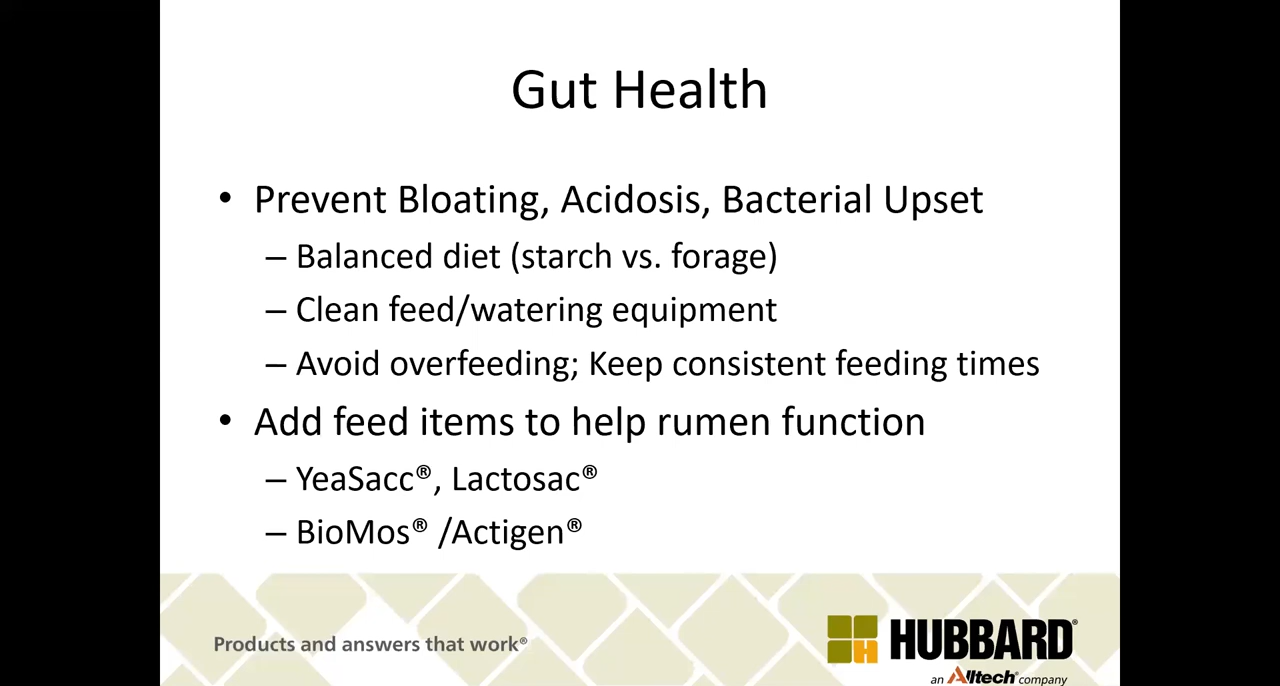 Gut Health
• Prevent Bloating, Acidosis, Bacterial Upset
– Balanced diet (starch vs. forage)
– Clean feed/watering equipment
– Avoid overfeeding; Keep consistent feeding times
• Add feed items to help rumen function
– YeaSacc®, Lactosac®
– BioMos® /Actigen®
Products and answers that work®
H HUBBARD®
an Alltech® company